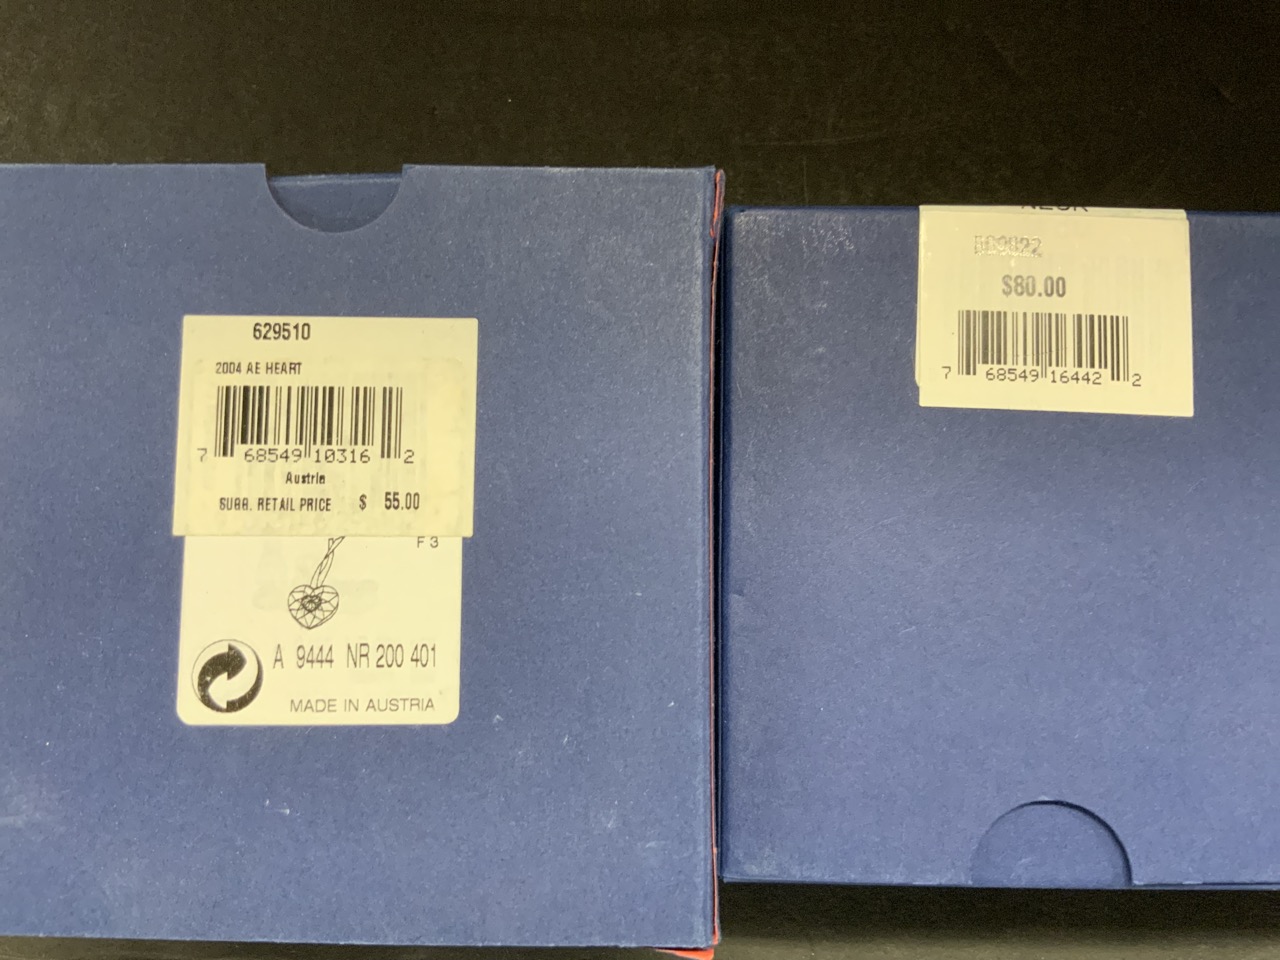 629510
2004 AE HEART
7 68549 10316 2
Austria
SUGG. RETAIL PRICE $ 55.00
F 3
A 9444 NR 200 401
MADE IN AUSTRIA
$80.00
7 68549 16442 2